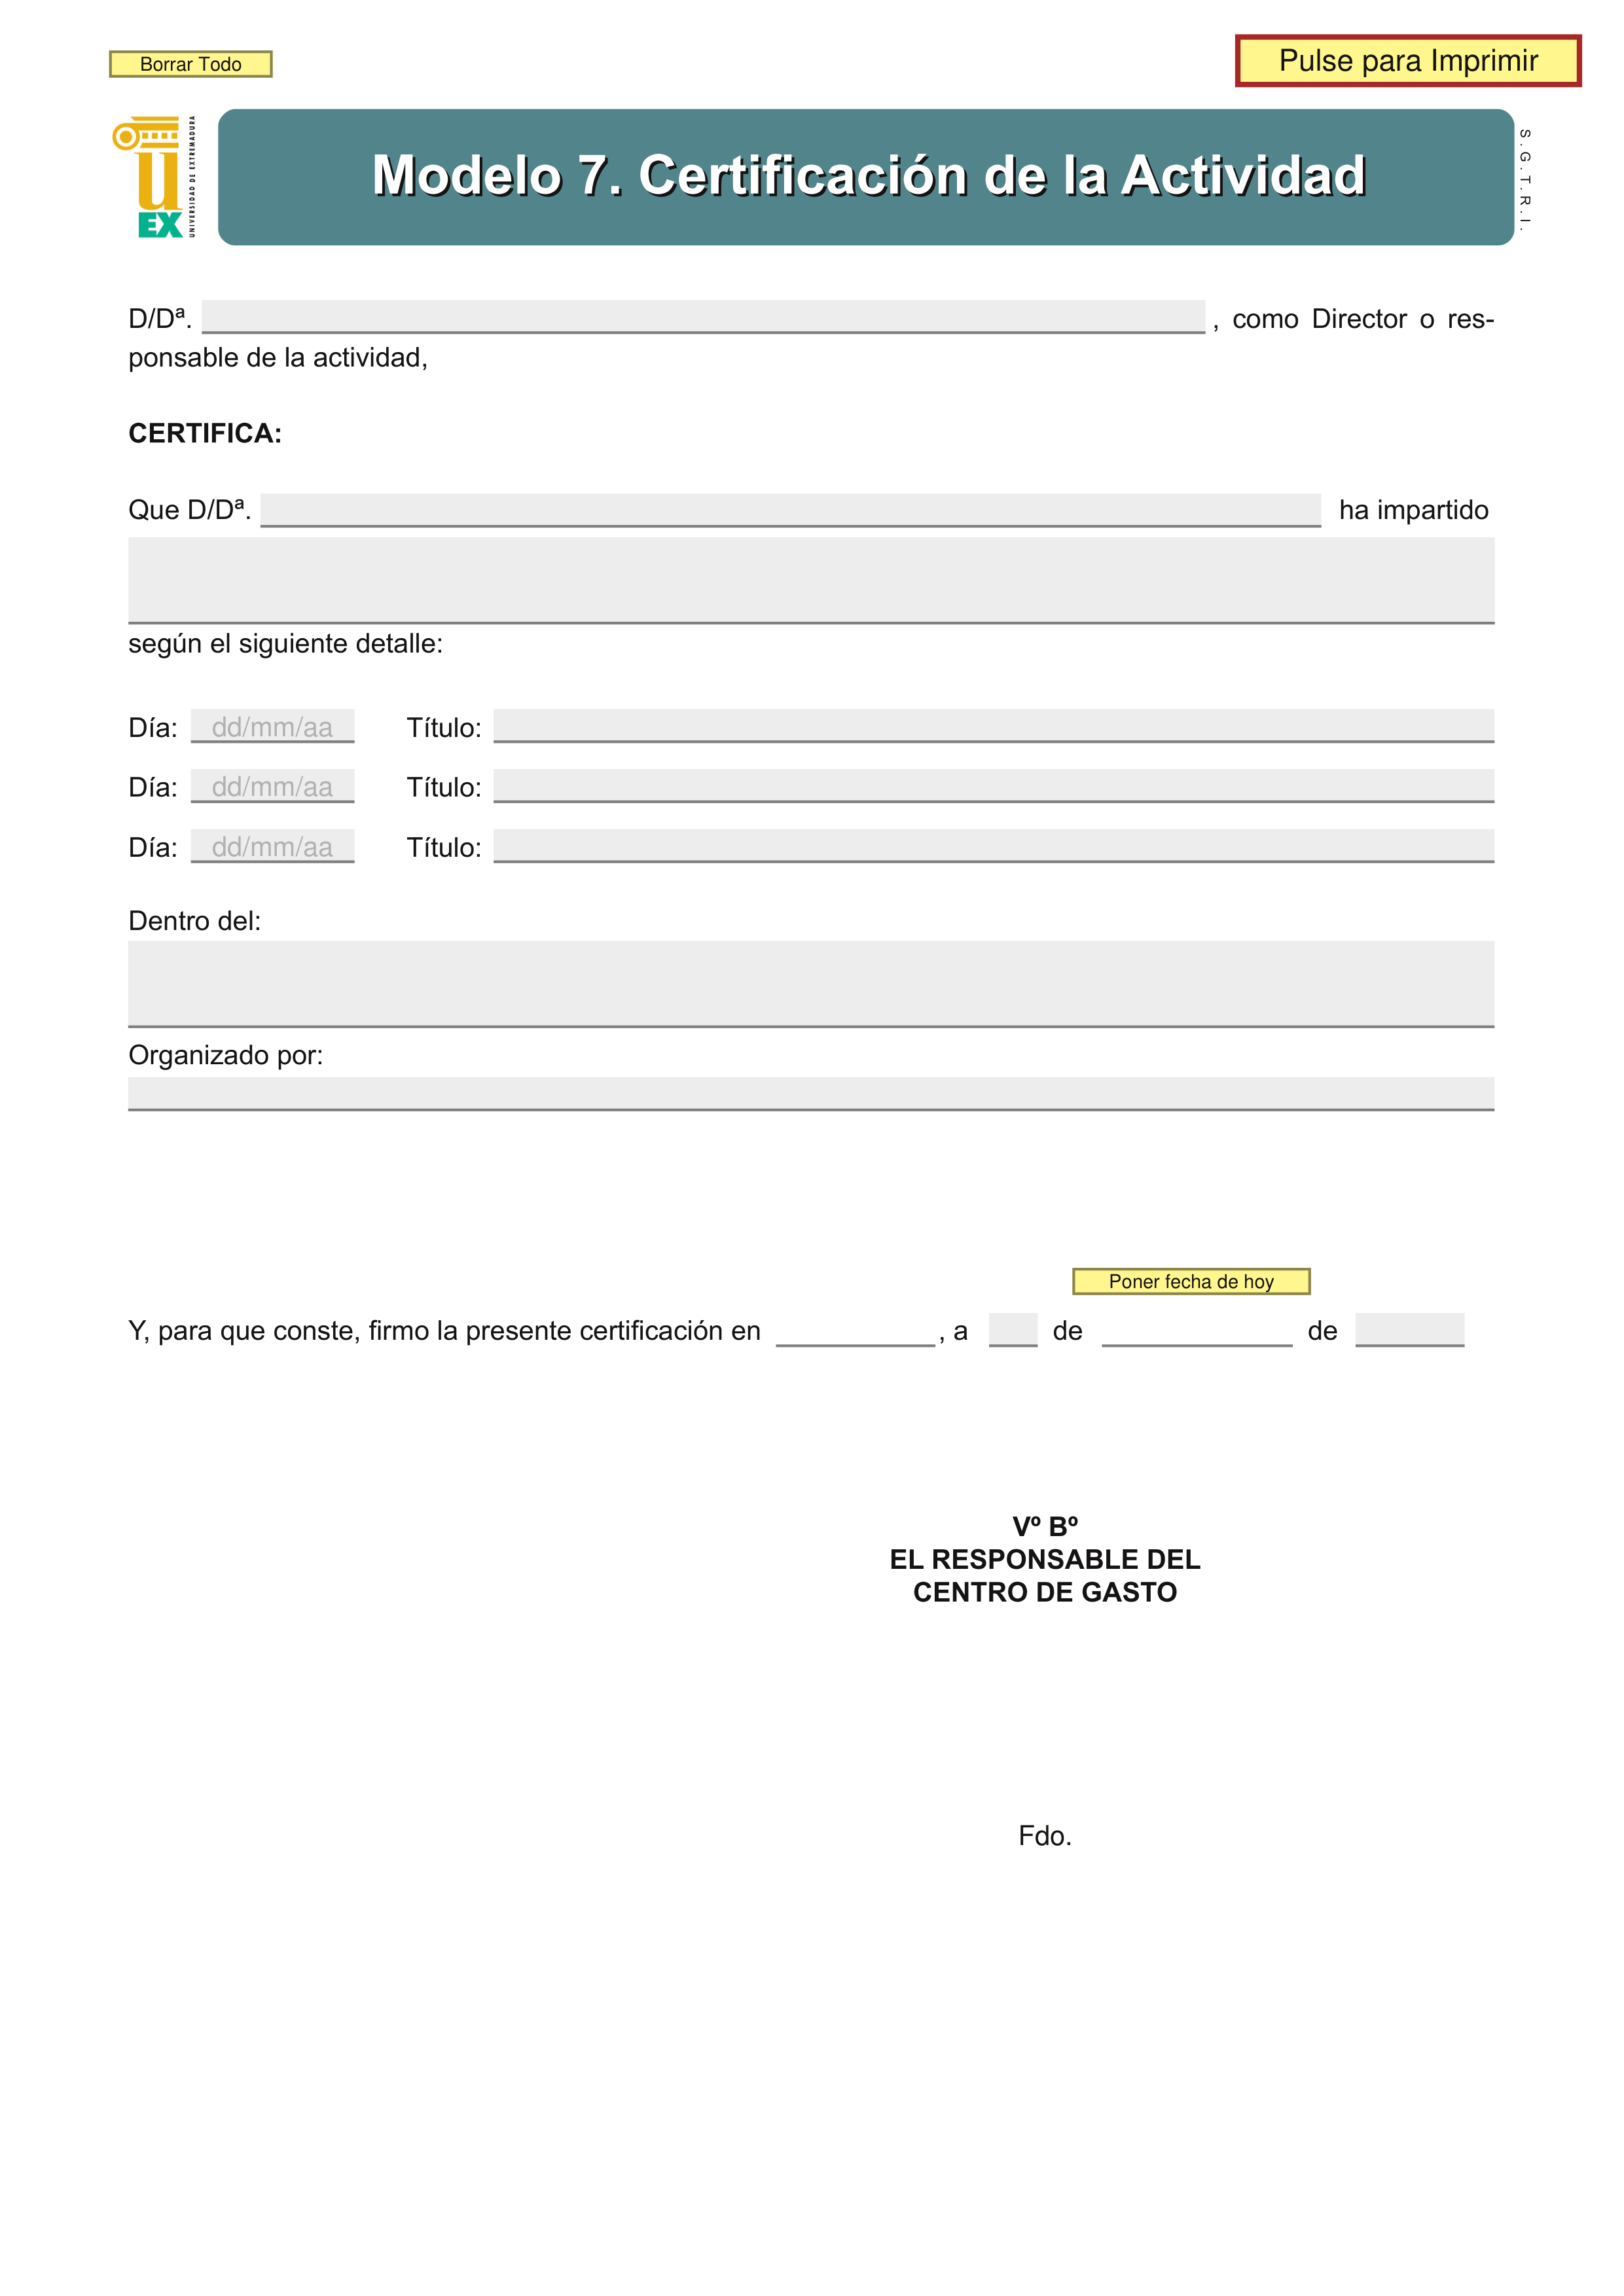 Borrar Todo
Pulse para Imprimir
UEX
UNIVERSIDAD DE EXTREMADURA
Modelo 7. Certificación de la Actividad
S.G.T.R.I.
D/Dª. , como Director o res-
ponsable de la actividad,
CERTIFICA:
Que D/Dª. ha impartido
según el siguiente detalle:
Día: dd/mm/aa Título:
Día: dd/mm/aa Título:
Día: dd/mm/aa Título:
Dentro del:
Organizado por:
Poner fecha de hoy
Y, para que conste, firmo la presente certificación en , a de de
Vº Bº
EL RESPONSABLE DEL
CENTRO DE GASTO
Fdo.